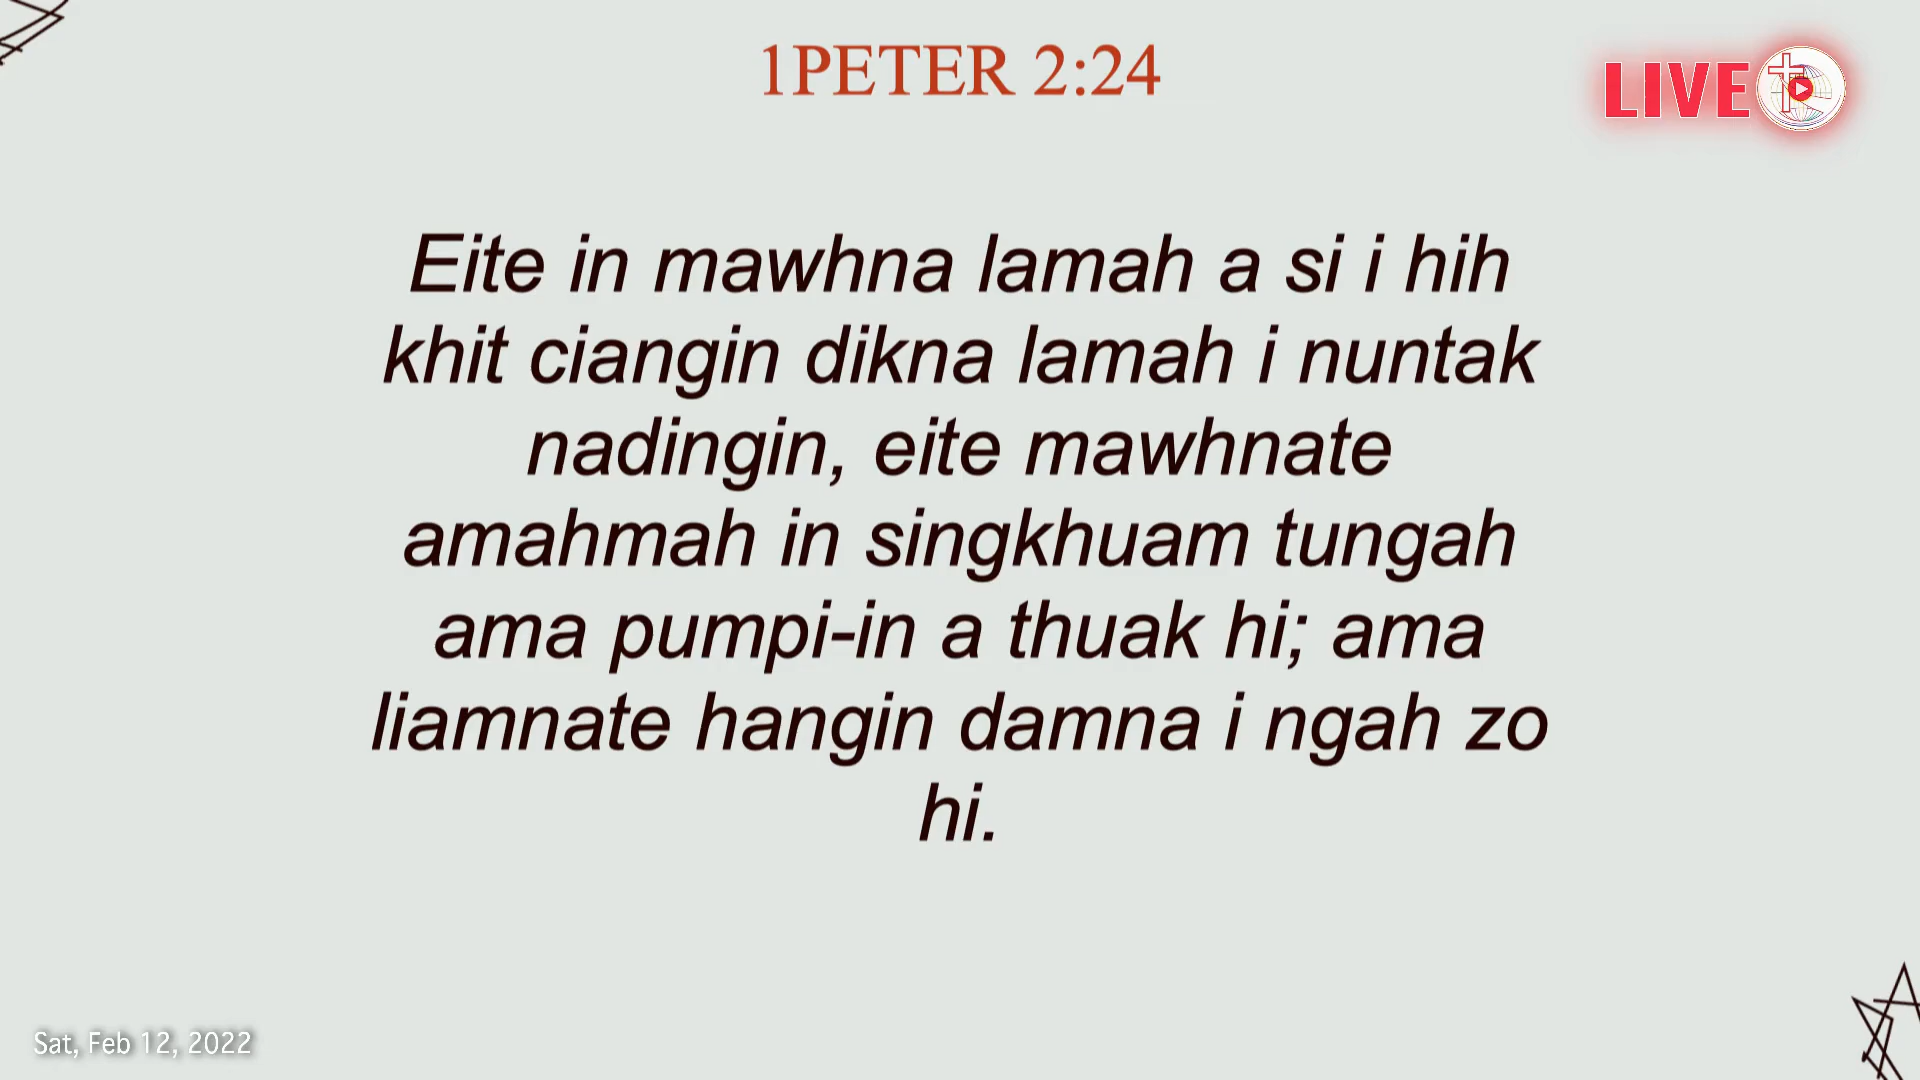 1PETER 2:24
LIVE
Eite in mawhna lamah a si i hih
khit ciangin dikna lamah i nuntak
nadingin, eite mawhnate
amahmah in singkhuam tungah
ama pumpi-in a thuak hi; ama
liamnate hangin damna i ngah zo
hi.
Sat, Feb 12, 2022